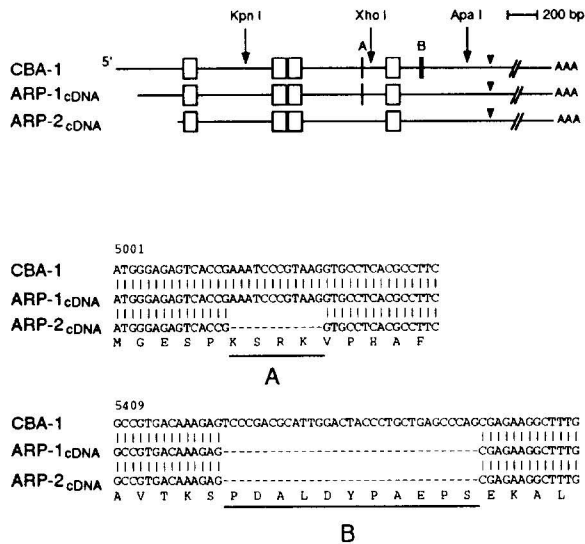 Kpn I Xho I Apa I 200 bp
A B
CBA-1 5' AAA
ARP-1cDNA AAA
ARP-2cDNA AAA
5001
CBA-1 ATGGGAGAGTCACCGAAATCCCGTAAGGTGCCTCACGCCTTC
ARP-1cDNA ATGGGAGAGTCACCGAAATCCCGTAAGGTGCCTCACGCCTTC
ARP-2cDNA ATGGGAGAGTCACCG------------GTGCCTCACGCCTTC
M G E S P K S R K V P H A F
A
5409
CBA-1 GCCGTGACAAAGAGTCCCGACGCATTGGACTACCCTGCTGAGCCCAGCGAGAAGGCTTTG
ARP-1cDNA GCCGTGACAAAGAG---------------------------------CGAGAAGGCTTTG
ARP-2cDNA GCCGTGACAAAGAG---------------------------------CGAGAAGGCTTTG
A V T K S P D A L D Y P A E P S E K A L
B